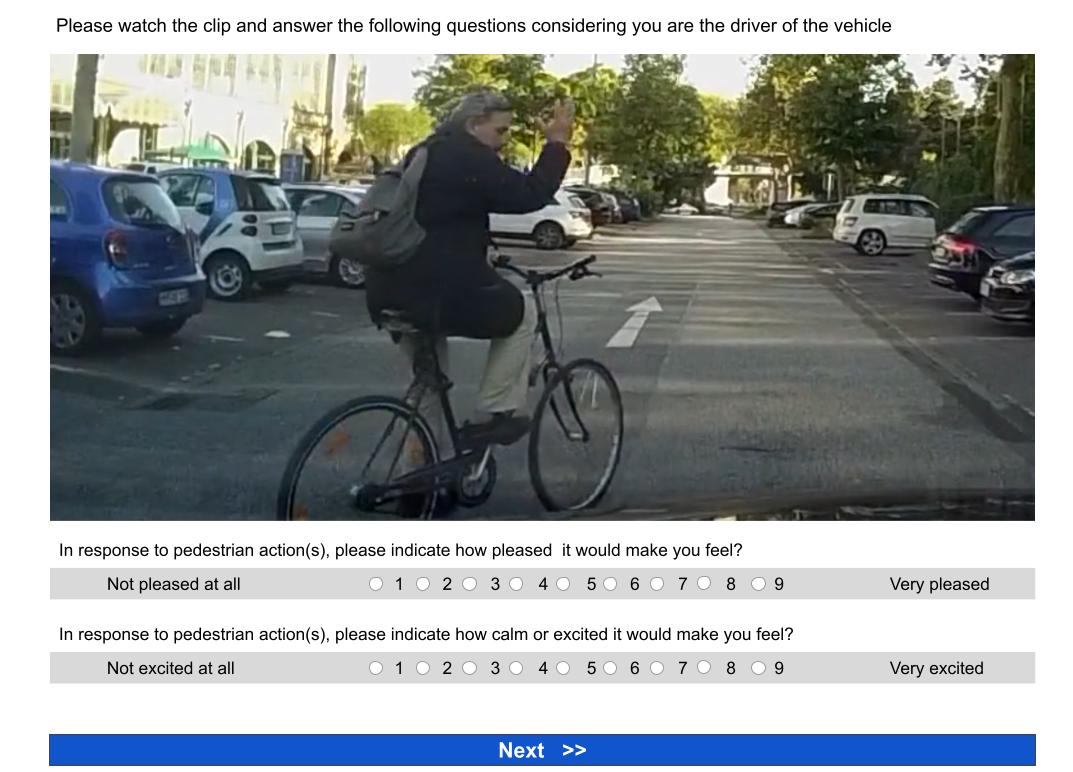 Please watch the clip and answer the following questions considering you are the driver of the vehicle
In response to pedestrian action(s), please indicate how pleased  it would make you feel?
Not pleased at all 1 2 3 4 5 6 7 8 9 Very pleased
In response to pedestrian action(s), please indicate how calm or excited it would make you feel?
Not excited at all 1 2 3 4 5 6 7 8 9 Very excited
Next >>